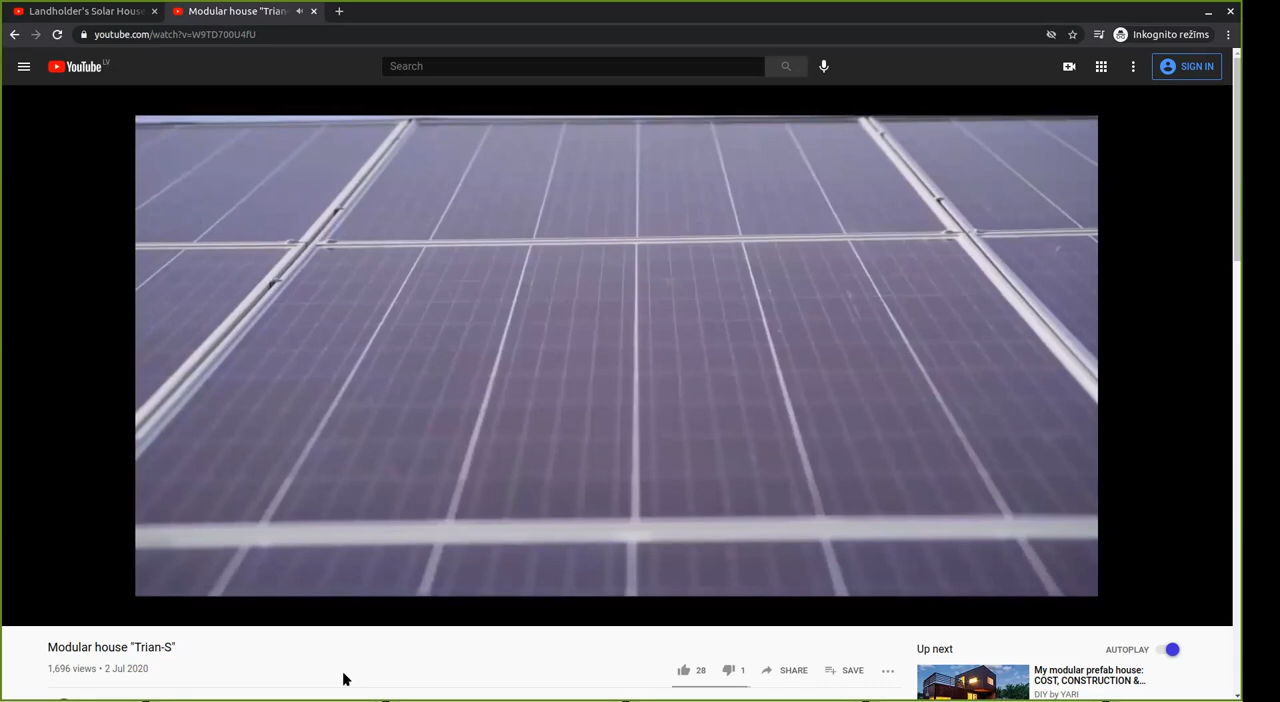 Landholder's Solar House
Modular house "Trian-
youtube.com/watch?v=W9TD700U4fU
Inkognito režīms
YouTube LV
Search
SIGN IN
Modular house "Trian-S"
1,696 views • 2 Jul 2020
28
1
SHARE
SAVE
Up next
AUTOPLAY
My modular prefab house:
COST, CONSTRUCTION &...
DIY by YARI